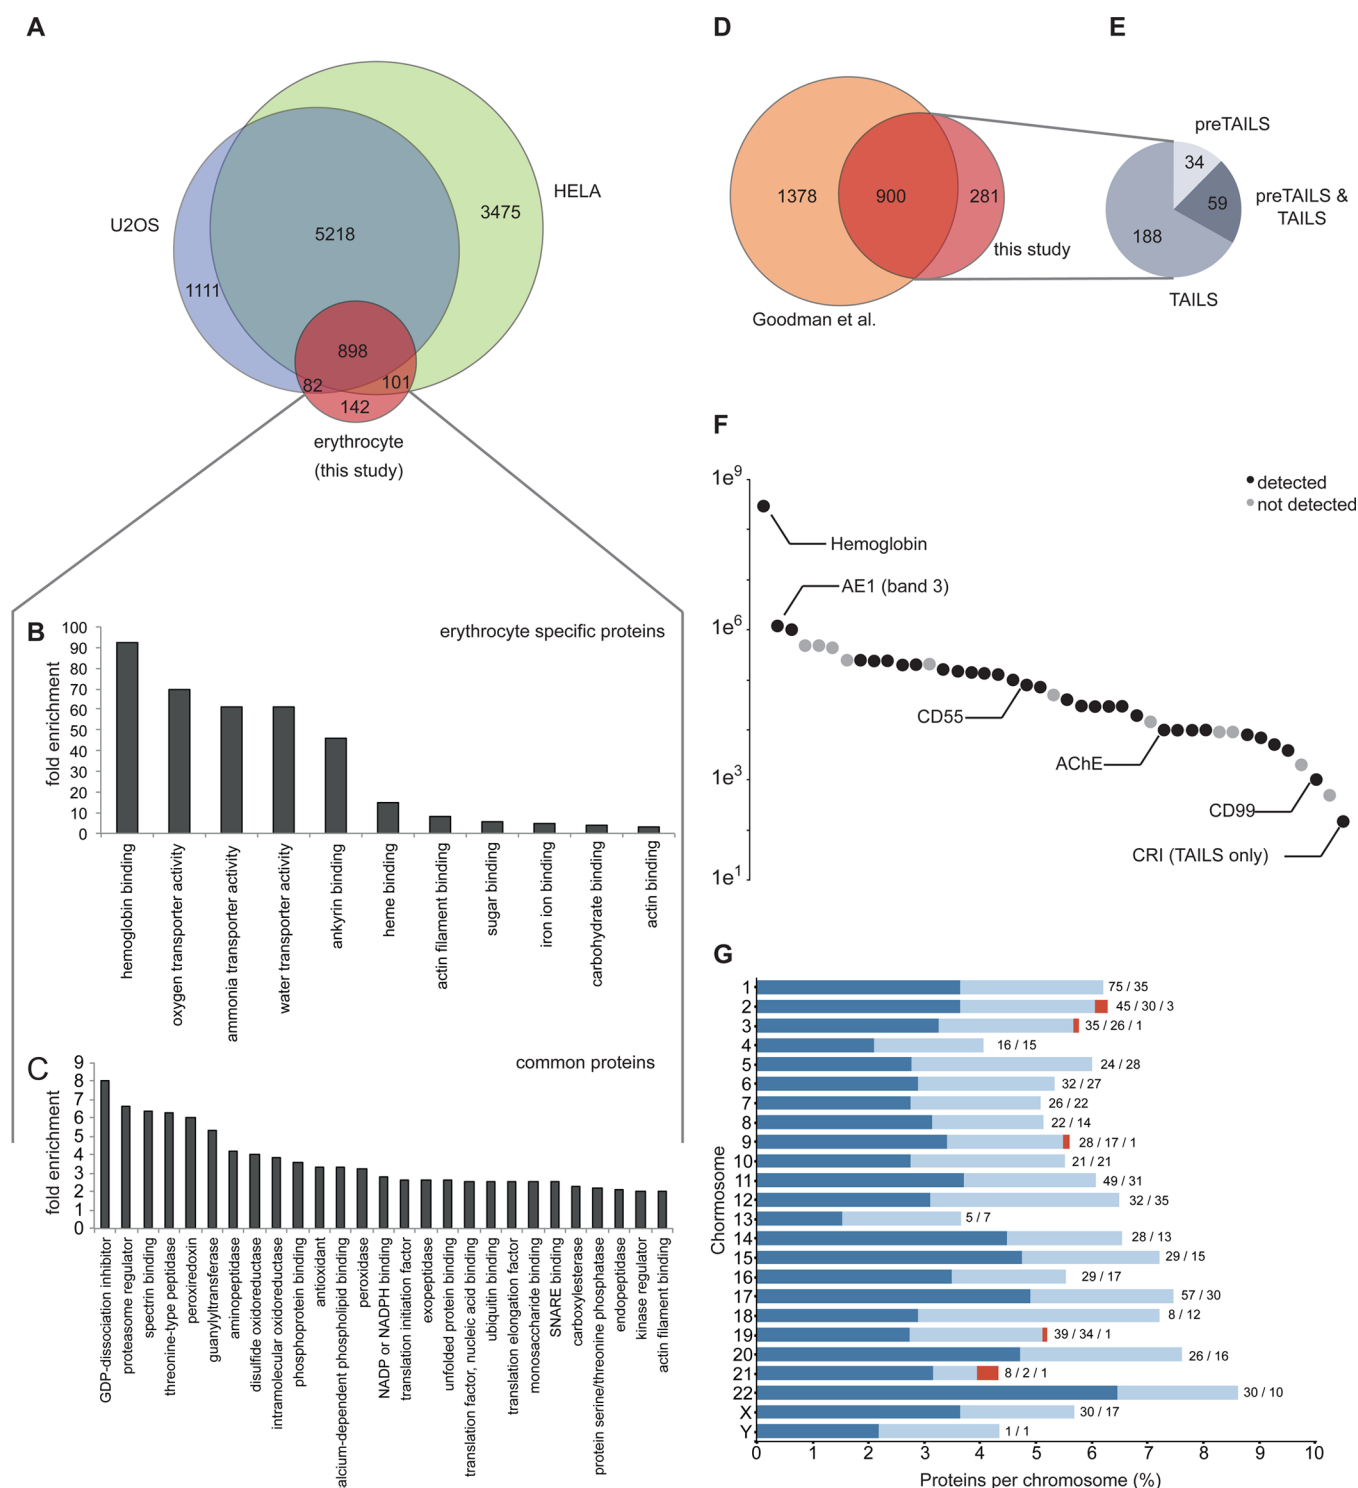 A
U2OS
HELA
1111
5218
3475
898
82
101
142
erythrocyte
(this study)
B
erythrocyte specific proteins
fold enrichment
100
90
80
70
60
50
40
30
20
10
0
hemoglobin binding
oxygen transporter activity
ammonia transporter activity
water transporter activity
ankyrin binding
heme binding
actin filament binding
sugar binding
iron ion binding
carbohydrate binding
actin binding
C
common proteins
fold enrichment
9
8
7
6
5
4
3
2
1
0
GDP-dissociation inhibitor
proteasome regulator
spectrin binding
threonine-type peptidase
peroxiredoxin
guanyltransferase
aminopeptidase
disulfide oxidoreductase
intramolecular oxidoreductase
phosphoprotein binding
antioxidant
alcium-dependent phospholipid binding
peroxidase
NADP or NADPH binding
translation initiation factor
exopeptidase
unfolded protein binding
translation factor, nucleic acid binding
ubiquitin binding
translation elongation factor
monosaccharide binding
SNARE binding
carboxylesterase
protein serine/threonine phosphatase
endopeptidase
kinase regulator
actin filament binding
D
1378
900
281
this study
Goodman et al.
E
preTAILS
34
59
preTAILS &
TAILS
188
TAILS
F
1e9
1e6
1e3
1e1
detected
not detected
Hemoglobin
AE1 (band 3)
CD55
AChE
CD99
CRI (TAILS only)
G
Chormosome
1 75 / 35
2 45 / 30 / 3
3 35 / 26 / 1
4 16 / 15
5 24 / 28
6 32 / 27
7 26 / 22
8 22 / 14
9 28 / 17 / 1
10 21 / 21
11 49 / 31
12 32 / 35
13 5 / 7
14 28 / 13
15 29 / 15
16 29 / 17
17 57 / 30
18 8 / 12
19 39 / 34 / 1
20 26 / 16
21 8 / 2 / 1
22 30 / 10
X 30 / 17
Y 1 / 1
0 1 2 3 4 5 6 7 8 9 10
Proteins per chromosome (%)